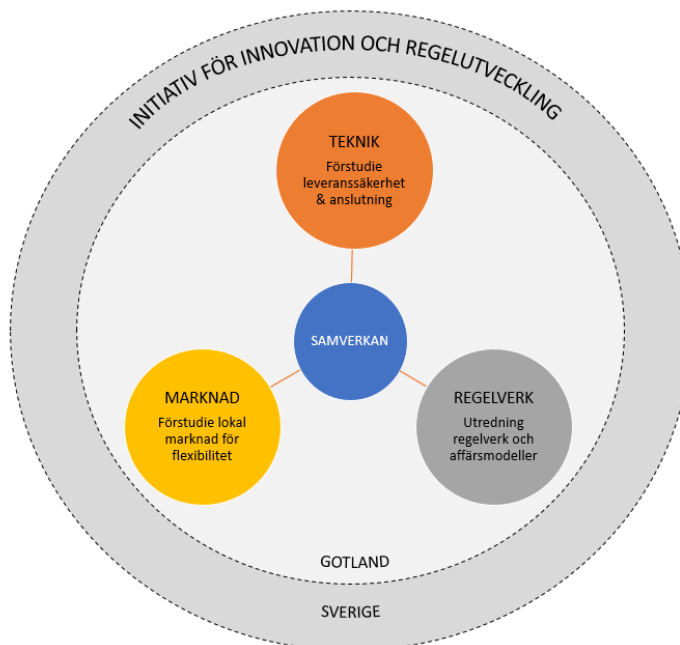 INITIATIV FÖR INNOVATION OCH REGELUTVECKLING
TEKNIK
Förstudie
leveranssäkerhet
& anslutning
SAMVERKAN
MARKNAD
Förstudie lokal
marknad för
flexibilitet
REGELVERK
Utredning
regelverk och
affärsmodeller
GOTLAND
SVERIGE